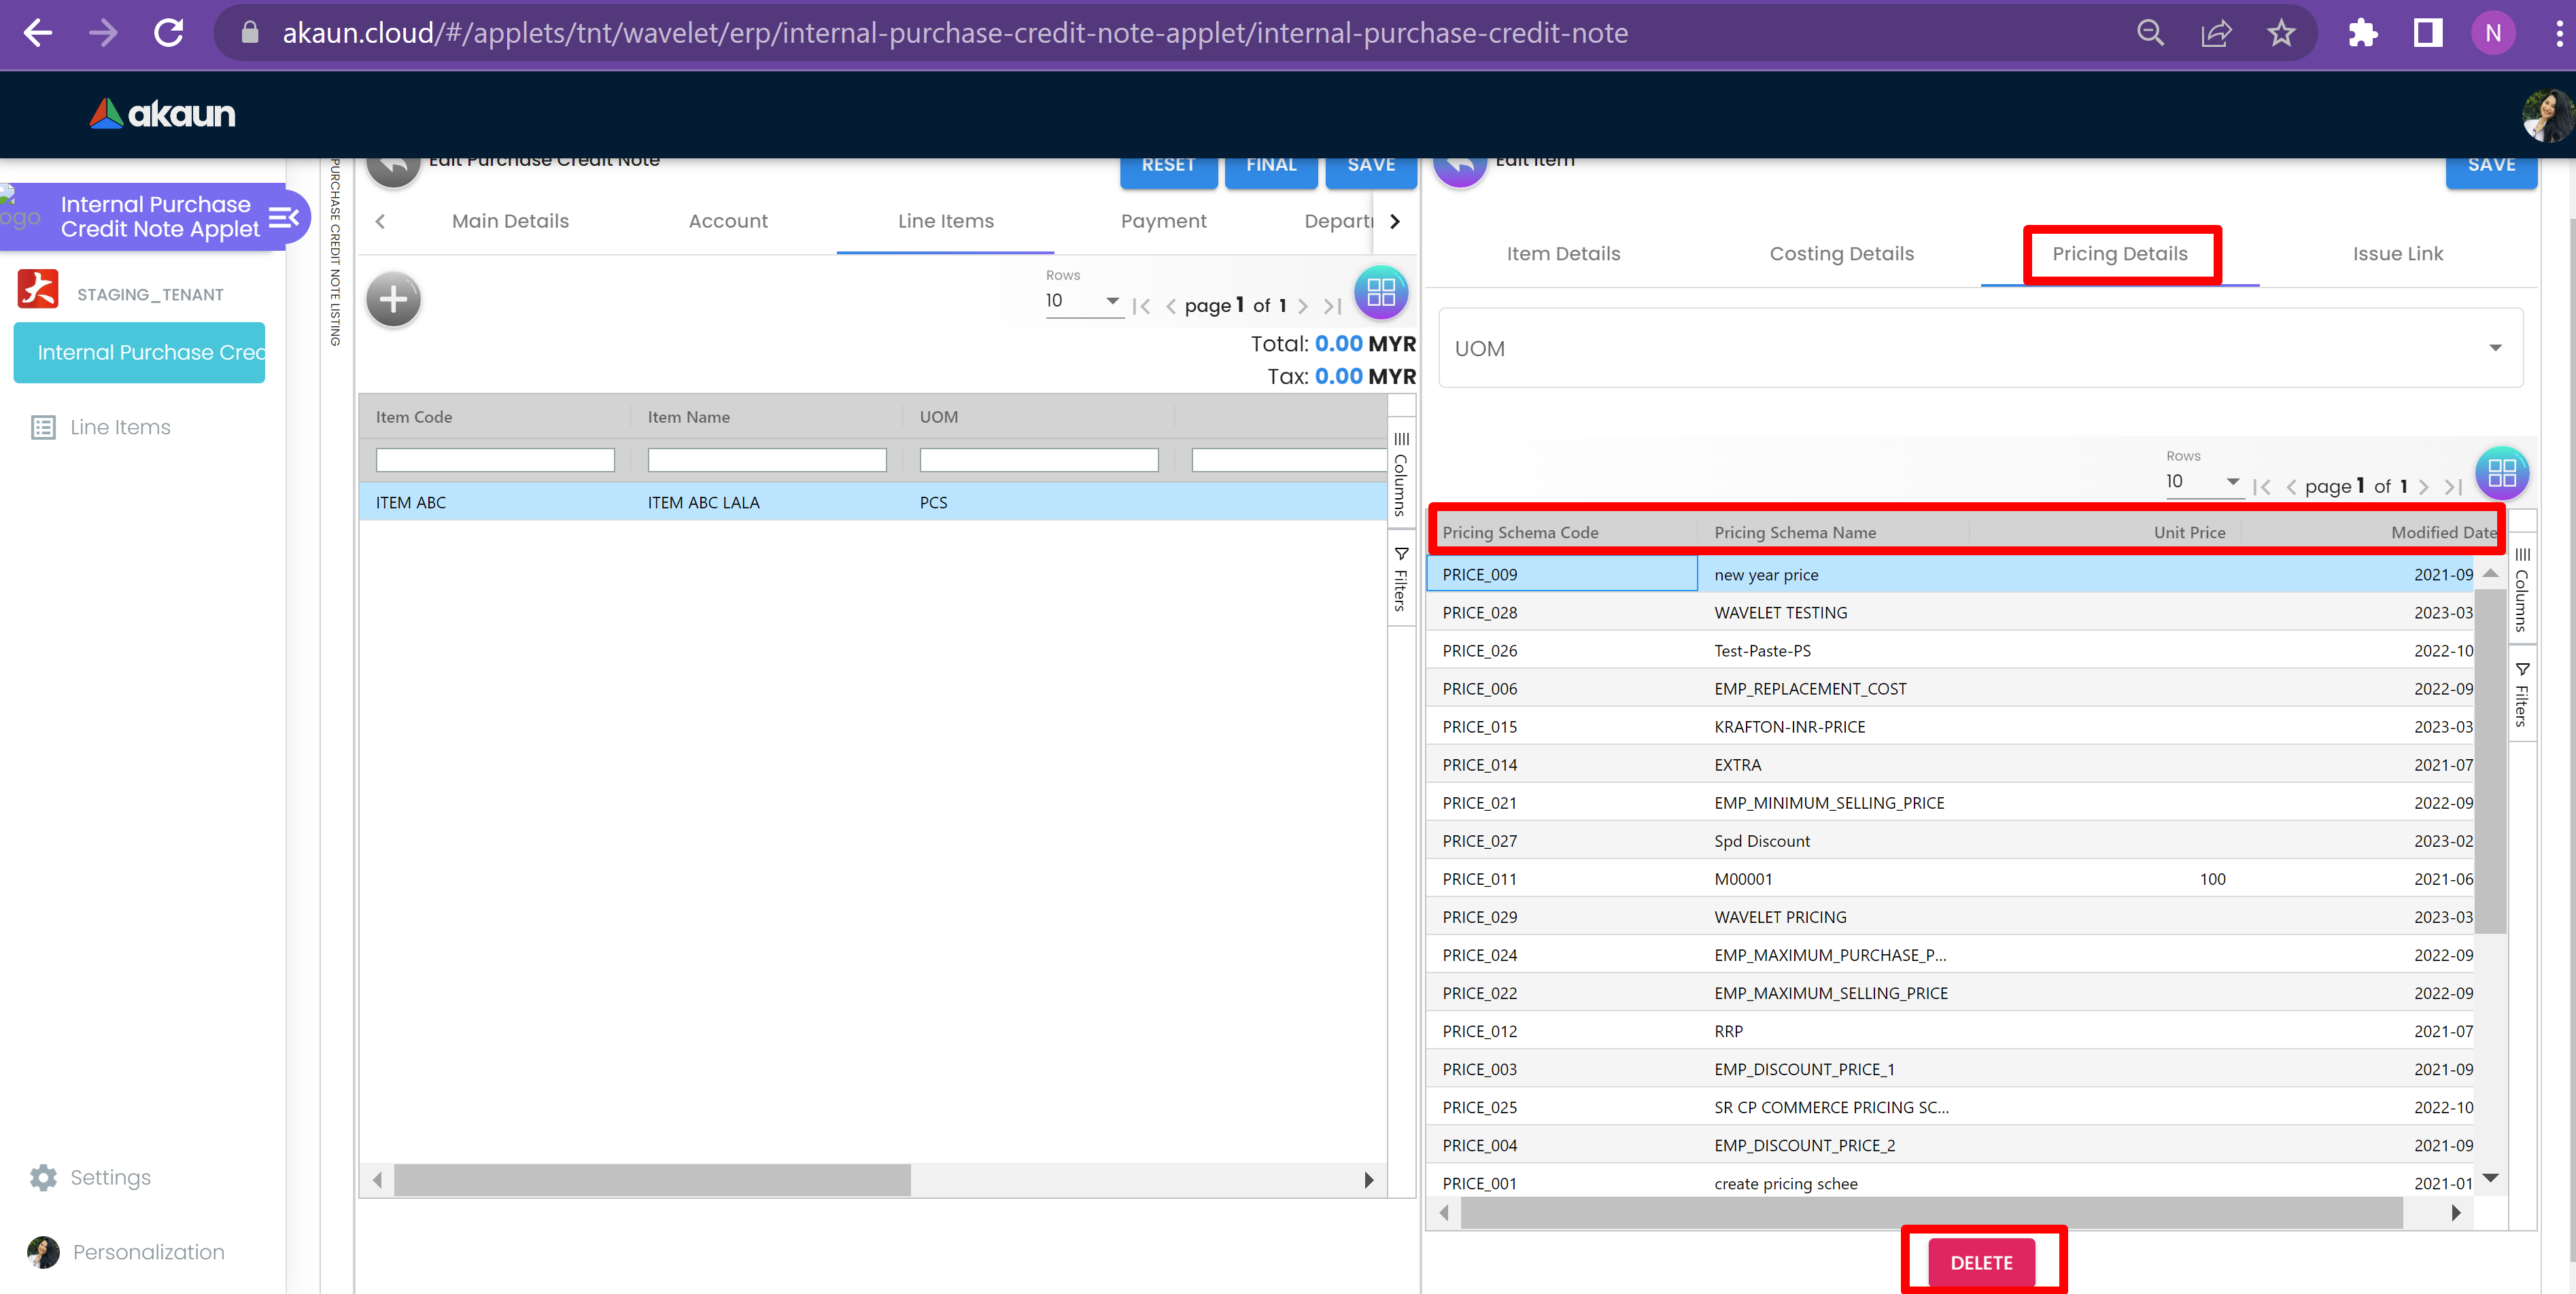 akaun.cloud/#/applets/tnt/wavelet/erp/internal-purchase-credit-note-applet/internal-purchase-credit-note
N
akaun
Internal Purchase
Credit Note Applet
ogo
STAGING_TENANT
Internal Purchase Cred
Line Items
Settings
Personalization
PURCHASE CREDIT NOTE LISTING
Edit Purchase Credit Note
RESET
FINAL
SAVE
Main Details
Account
Line Items
Payment
Departr
Rows
10
page 1 of 1
Total: 0.00 MYR
Tax: 0.00 MYR
Item Code
Item Name
UOM
ITEM ABC
ITEM ABC LALA
PCS
Columns
Filters
Edit Item
SAVE
Item Details
Costing Details
Pricing Details
Issue Link
UOM
Rows
10
page 1 of 1
Pricing Schema Code
Pricing Schema Name
Unit Price
Modified Date
PRICE_009 new year price 2021-09
PRICE_028 WAVELET TESTING 2023-03
PRICE_026 Test-Paste-PS 2022-10
PRICE_006 EMP_REPLACEMENT_COST 2022-09
PRICE_015 KRAFTON-INR-PRICE 2023-03
PRICE_014 EXTRA 2021-07
PRICE_021 EMP_MINIMUM_SELLING_PRICE 2022-09
PRICE_027 Spd Discount 2023-02
PRICE_011 M00001 100 2021-06
PRICE_029 WAVELET PRICING 2023-03
PRICE_024 EMP_MAXIMUM_PURCHASE_P... 2022-09
PRICE_022 EMP_MAXIMUM_SELLING_PRICE 2022-09
PRICE_012 RRP 2021-07
PRICE_003 EMP_DISCOUNT_PRICE_1 2021-09
PRICE_025 SR CP COMMERCE PRICING SC... 2022-10
PRICE_004 EMP_DISCOUNT_PRICE_2 2021-09
PRICE_001 create pricing schee 2021-01
Columns
Filters
DELETE